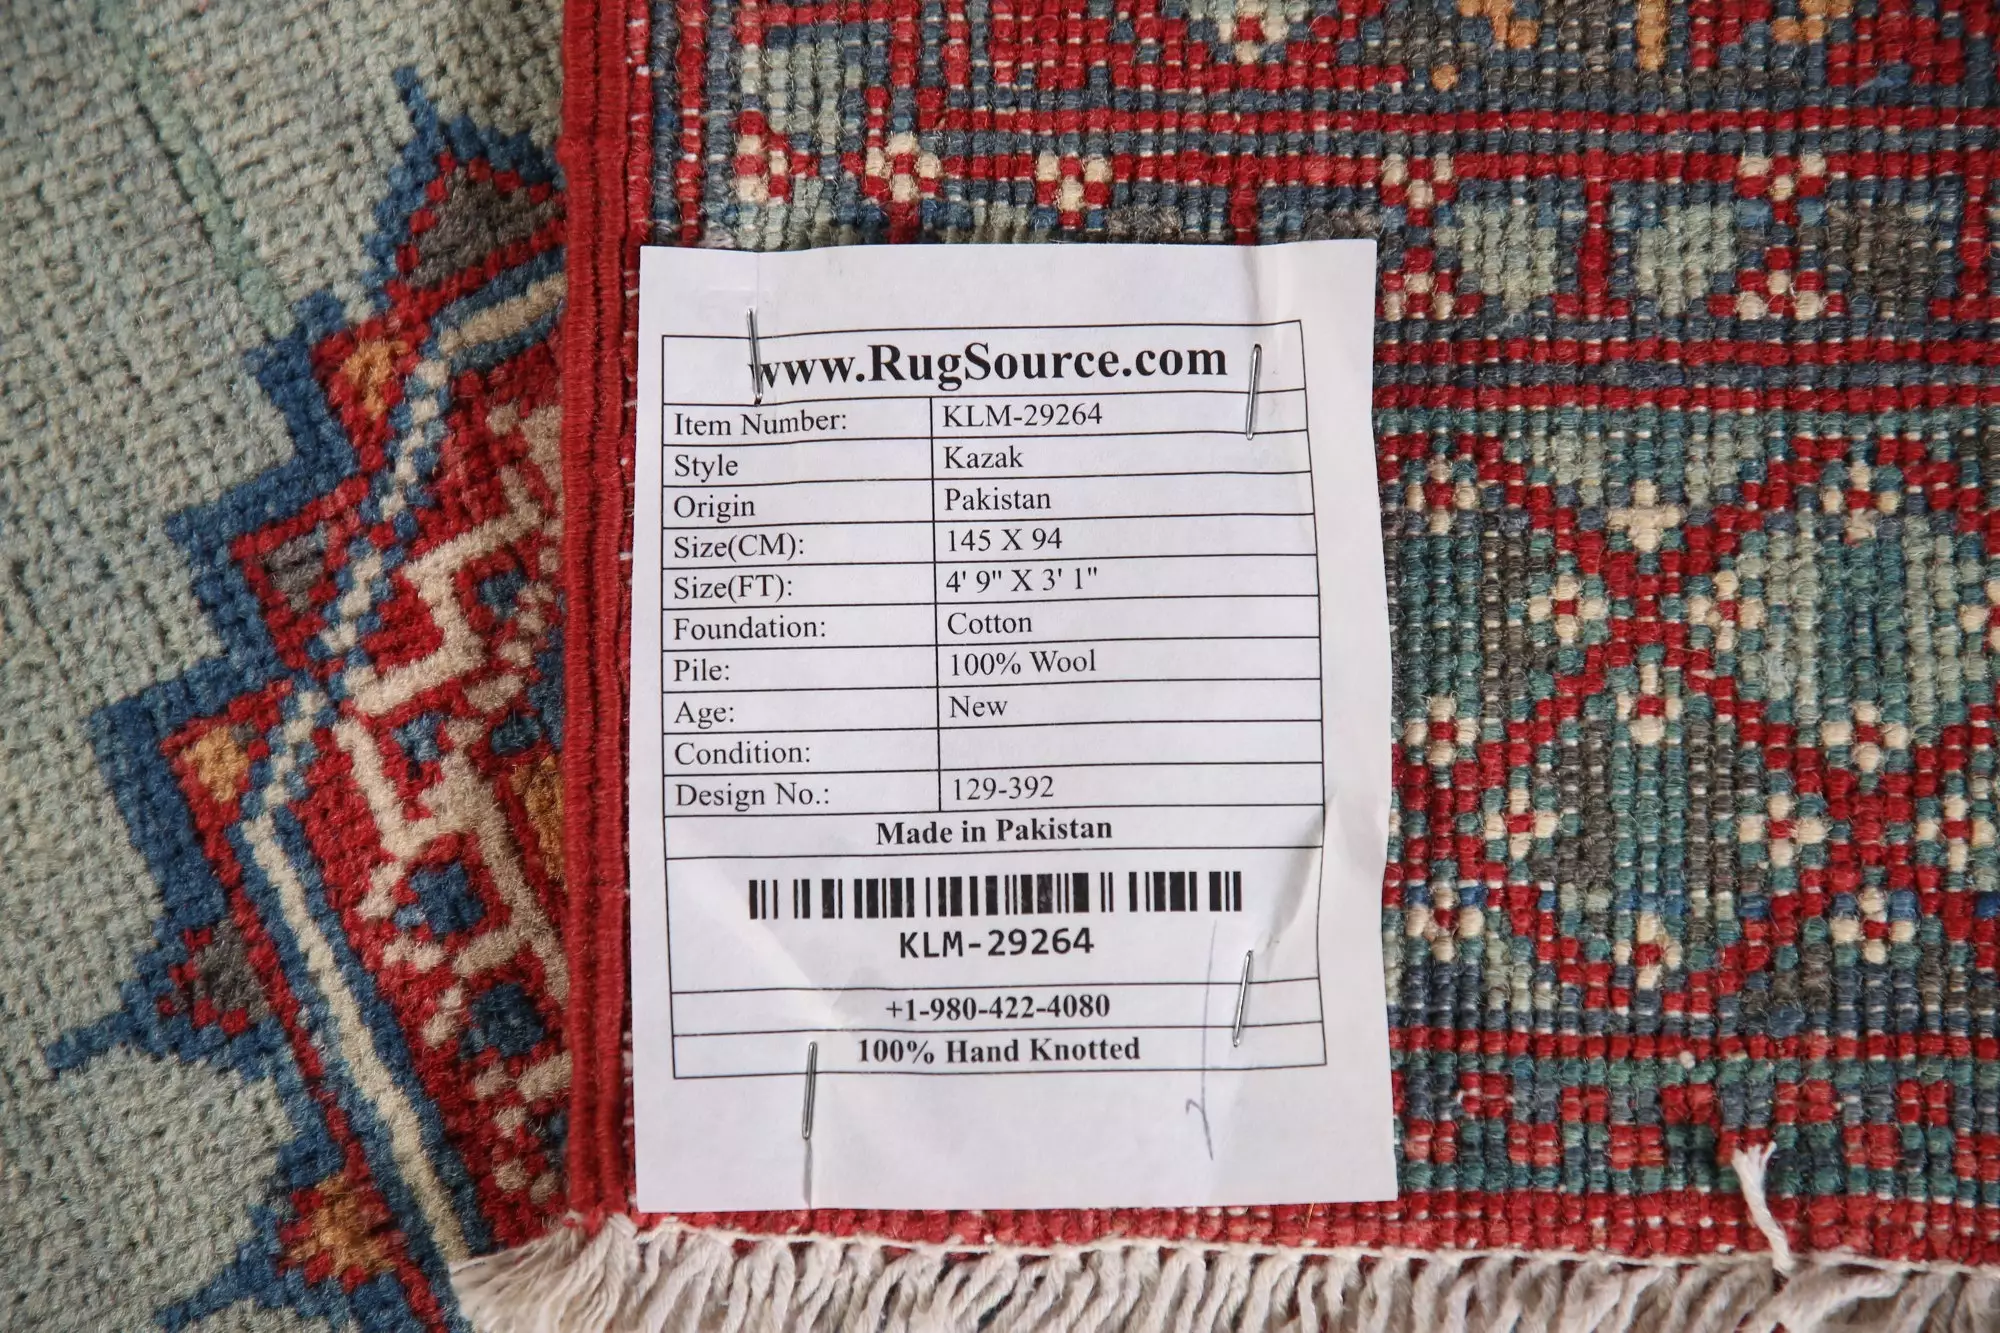 www.RugSource.com
Item Number: KLM-29264
Style Kazak
Origin Pakistan
Size(CM): 145 X 94
Size(FT): 4' 9" X 3' 1"
Foundation: Cotton
Pile: 100% Wool
Age: New
Condition:
Design No.: 129-392
Made in Pakistan
KLM-29264
+1-980-422-4080
100% Hand Knotted